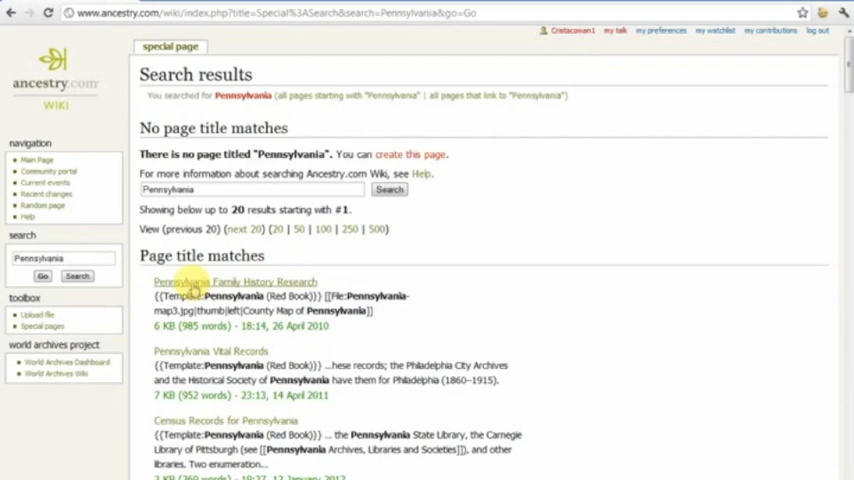 www.ancestry.com/wiki/index.php?title=Special%3ASearch&search=Pennsylvania&go=Go
Cristacowan1 my talk my preferences my watchlist my contributions log out
special page
ancestry.com
WIKI
Search results
You searched for Pennsylvania (all pages starting with "Pennsylvania" | all pages that link to "Pennsylvania")
No page title matches
There is no page titled "Pennsylvania". You can create this page.
For more information about searching Ancestry.com Wiki, see Help.
Pennsylvania Search
Showing below up to 20 results starting with #1.
View (previous 20) (next 20) (20 | 50 | 100 | 250 | 500)
Page title matches
Pennsylvania Family History Research
{{Template:Pennsylvania (Red Book)}} [[File:Pennsylvania-
map3.jpg|thumb|left|County Map of Pennsylvania]]
6 KB (985 words) - 18:14, 26 April 2010
Pennsylvania Vital Records
{{Template:Pennsylvania (Red Book)}} ...hese records; the Philadelphia City Archives
and the Historical Society of Pennsylvania have them for Philadelphia (1860–1915).
7 KB (952 words) - 23:13, 14 April 2011
Census Records for Pennsylvania
{{Template:Pennsylvania (Red Book)}} ... the Pennsylvania State Library, the Carnegie
Library of Pittsburgh (see [[Pennsylvania Archives, Libraries and Societies]]), and other
libraries. Two enumeration...
3 KB (369 words) - 19:37, 12 January 2012
navigation
Main Page
Community portal
Current events
Recent changes
Random page
Help
search
Pennsylvania
Go Search
toolbox
Upload file
Special pages
world archives project
World Archives Dashboard
World Archives Wiki